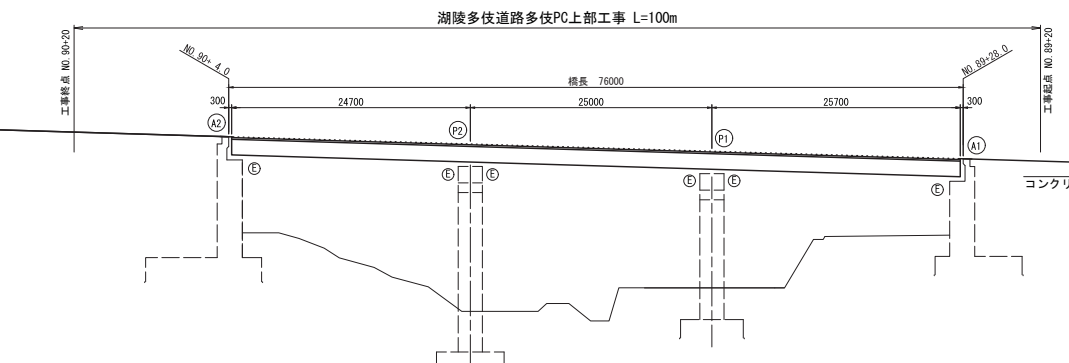 湖陵多伎道路多伎PC上部工事 L=100m
工事終点 NO.90+20
NO.90+ 4.0
NO.89+28.0
工事起点 NO.89+20
橋長 76000
300 24700 25000 25700 300
A2 P2 P1 A1
E E E E E E
コンクリ